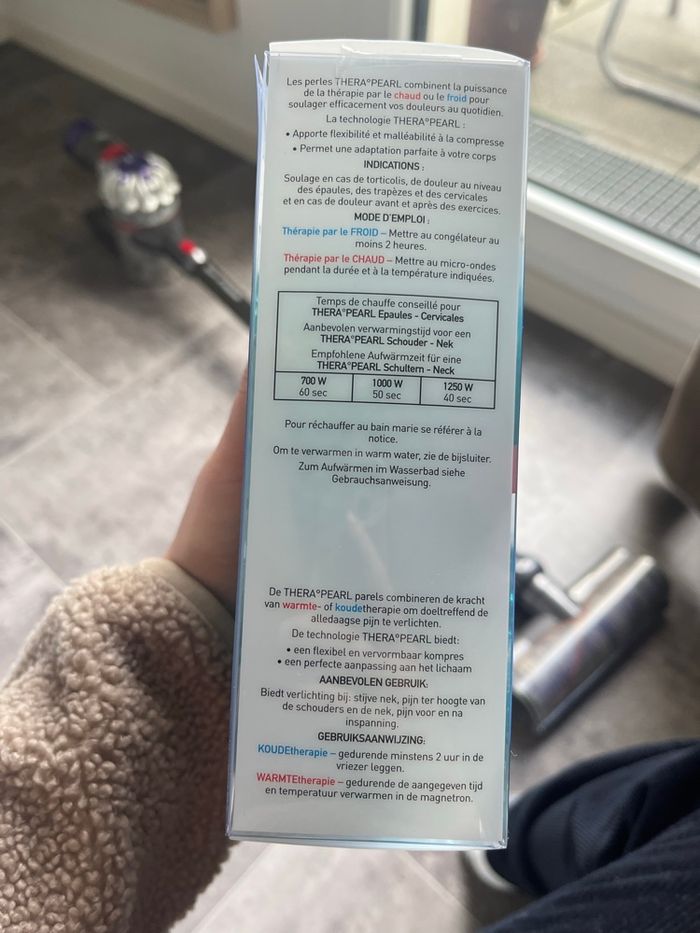 Les perles THERA°PEARL combinent la puissance
de la thérapie par le chaud ou le froid pour
soulager efficacement vos douleurs au quotidien.
La technologie THERA°PEARL :
• Apporte flexibilité et malléabilité à la compresse
• Permet une adaptation parfaite à votre corps
INDICATIONS :
Soulage en cas de torticolis, de douleur au niveau
des épaules, des trapèzes et des cervicales
et en cas de douleur avant et après des exercices.
MODE D'EMPLOI :
Thérapie par le FROID – Mettre au congélateur au
moins 2 heures.
Thérapie par le CHAUD – Mettre au micro-ondes
pendant la durée et à la température indiquées.
Temps de chauffe conseillé pour
THERA°PEARL Epaules - Cervicales
Aanbevolen verwarmingstijd voor een
THERA°PEARL Schouder - Nek
Empfohlene Aufwärmzeit für eine
THERA°PEARL Schultern - Neck
700 W 1000 W 1250 W
60 sec 50 sec 40 sec
Pour réchauffer au bain marie se référer à la
notice.
Om te verwarmen in warm water, zie de bijsluiter.
Zum Aufwärmen im Wasserbad siehe
Gebrauchsanweisung.
De THERA°PEARL parels combineren de kracht
van warmte- of koudetherapie om doeltreffend de
alledaagse pijn te verlichten.
De technologie THERA°PEARL biedt:
• een flexibel en vervormbaar kompres
• een perfecte aanpassing aan het lichaam
AANBEVOLEN GEBRUIK:
Biedt verlichting bij: stijve nek, pijn ter hoogte van
de schouders en de nek, pijn voor en na
inspanning.
GEBRUIKSAANWIJZING:
KOUDEtherapie – gedurende minstens 2 uur in de
vriezer leggen.
WARMTEtherapie – gedurende de aangegeven tijd
en temperatuur verwarmen in de magnetron.